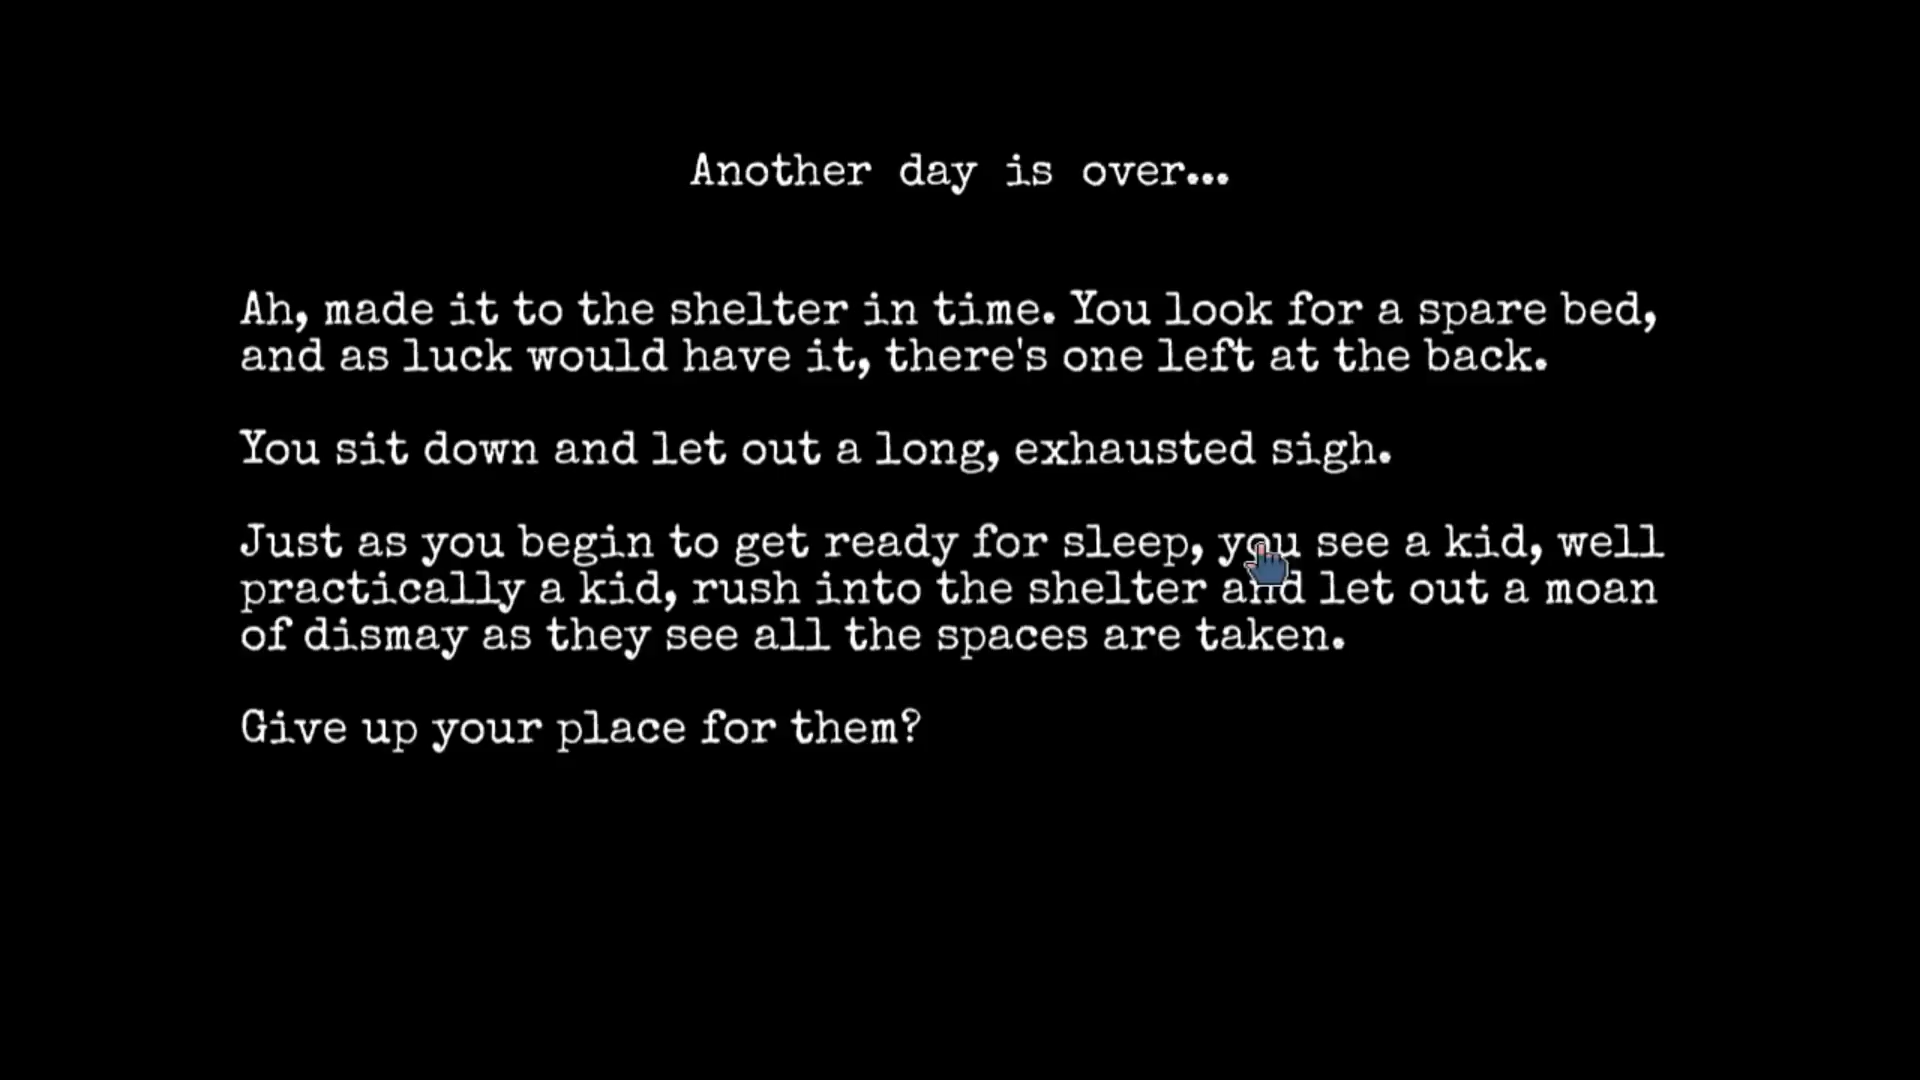 Another day is over...
Ah, made it to the shelter in time. You look for a spare bed,
and as luck would have it, there's one left at the back.
You sit down and let out a long, exhausted sigh.
Just as you begin to get ready for sleep, you see a kid, well
practically a kid, rush into the shelter and let out a moan
of dismay as they see all the spaces are taken.
Give up your place for them?